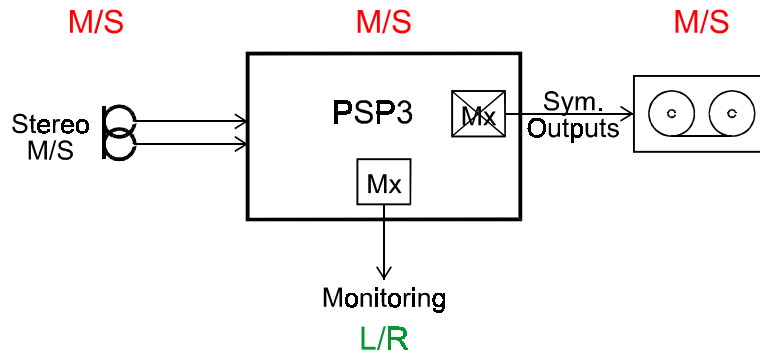 M/S M/S M/S
Stereo
M/S
PSP3
Mx
Sym.
Outputs
Mx
Monitoring
L/R